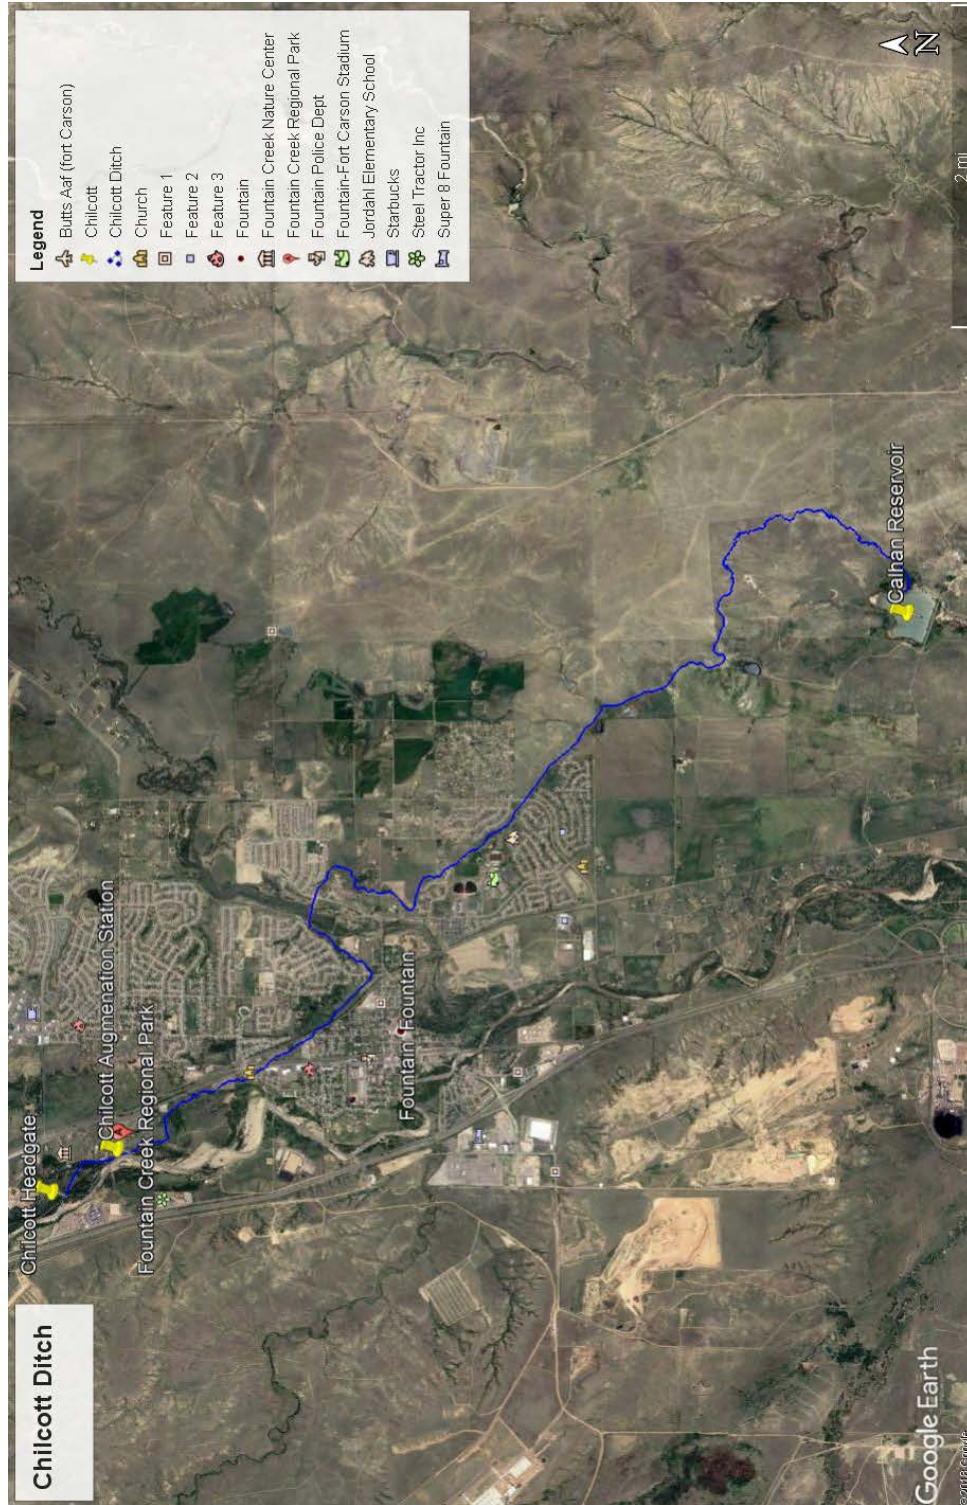 Chilcott Ditch
Legend
Butts Aaf (fort Carson)
Chilcott
Chilcott Ditch
Church
Feature 1
Feature 2
Feature 3
Fountain
Fountain Creek Nature Center
Fountain Creek Regional Park
Fountain Police Dept
Fountain-Fort Carson Stadium
Jordahl Elementary School
Starbucks
Steel Tractor Inc
Super 8 Fountain
Chilcott Headgate
Chilcott Augmenation Station
Fountain Creek Regional Park
Fountain Fountain
Calhan Reservoir
N
2 mi
Google Earth
©2018 Google